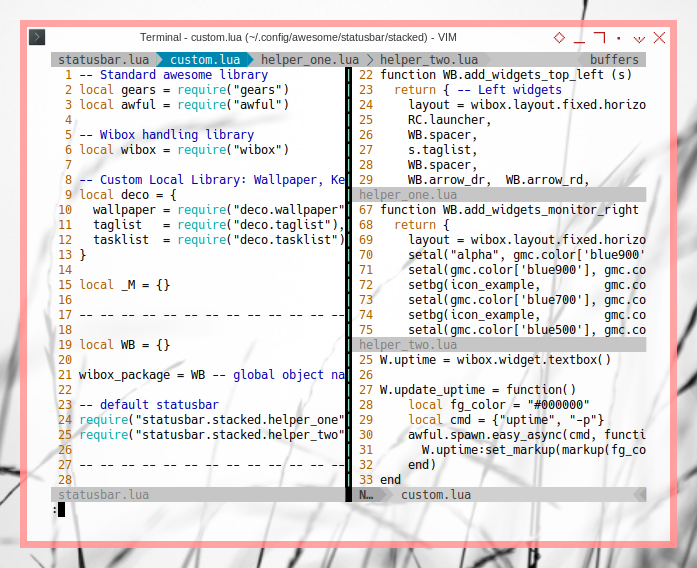 Terminal - custom.lua (~/.config/awesome/statusbar/stacked) - VIM
statusbar.lua custom.lua helper_one.lua helper_two.lua buffers
1 -- Standard awesome library
2 local gears = require("gears")
3 local awful = require("awful")
4
5 -- Wibox handling library
6 local wibox = require("wibox")
7
8 -- Custom Local Library: Wallpaper, Ke
9 local deco = {
10 wallpaper = require("deco.wallpaper"
11 taglist = require("deco.taglist"),
12 tasklist = require("deco.tasklist")
13 }
14
15 local _M = {}
16
17 -- -- -- -- -- -- -- -- -- -- -- -- --
18
19 local WB = {}
20
21 wibox_package = WB -- global object na
22
23 -- default statusbar
24 require("statusbar.stacked.helper_one"
25 require("statusbar.stacked.helper_two"
26
27 -- -- -- -- -- -- -- -- -- -- -- -- --
28
statusbar.lua
:
22 function WB.add_widgets_top_left (s)
23 return { -- Left widgets
24 layout = wibox.layout.fixed.horizo
25 RC.launcher,
26 WB.spacer,
27 s.taglist,
28 WB.spacer,
29 WB.arrow_dr, WB.arrow_rd,
helper_one.lua
67 function WB.add_widgets_monitor_right
68 return {
69 layout = wibox.layout.fixed.horizo
70 setal("alpha", gmc.color['blue900'
71 setal(gmc.color['blue900'], gmc.co
72 setbg(icon_example, gmc.co
73 setal(gmc.color['blue700'], gmc.co
74 setbg(icon_example, gmc.co
75 setal(gmc.color['blue500'], gmc.co
helper_two.lua
25 W.uptime = wibox.widget.textbox()
26
27 W.update_uptime = function()
28 local fg_color = "#000000"
29 local cmd = {"uptime", "-p"}
30 awful.spawn.easy_async(cmd, functi
31 W.uptime:set_markup(markup(fg_co
32 end)
33 end
N… custom.lua